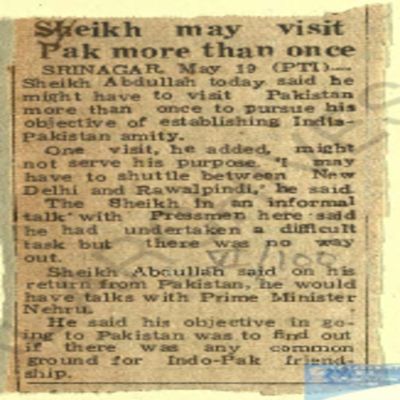 Sheikh may visit
Pak more than once
SRINAGAR, May 19 (PTI)—
Sheikh Abdullah today said he
might have to visit Pakistan
more than once to pursue his
objective of establishing India-
Pakistan amity.
One visit, he added, might
not serve his purpose. 'I may
have to shuttle between New
Delhi and Rawalpindi,' he said
The Sheikh in an informal
talk with Pressmen here said
he had undertaken a difficult
task but there was no way
out.
Sheikh Abdullah said on his
return from Pakistan, he would
have talks with Prime Minister
Nehru.
He said his objective in go-
ing to Pakistan was to find out
if there was any common
ground for Indo-Pak friend-
ship.